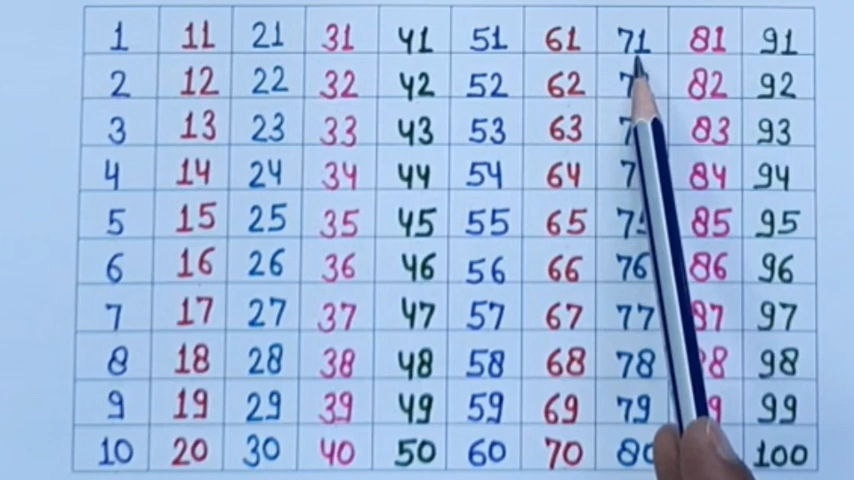 1 11 21 31 41 51 61 71 81 91
2 12 22 32 42 52 62 82 92
3 13 23 33 43 53 63 83 93
4 14 24 34 44 54 64 84 94
5 15 25 35 45 55 65 75 85 95
6 16 26 36 46 56 66 76 86 96
7 17 27 37 47 57 67 77 87 97
8 18 28 38 48 58 68 78 98
9 19 29 39 49 59 69 79 99
10 20 30 40 50 60 70 80 100